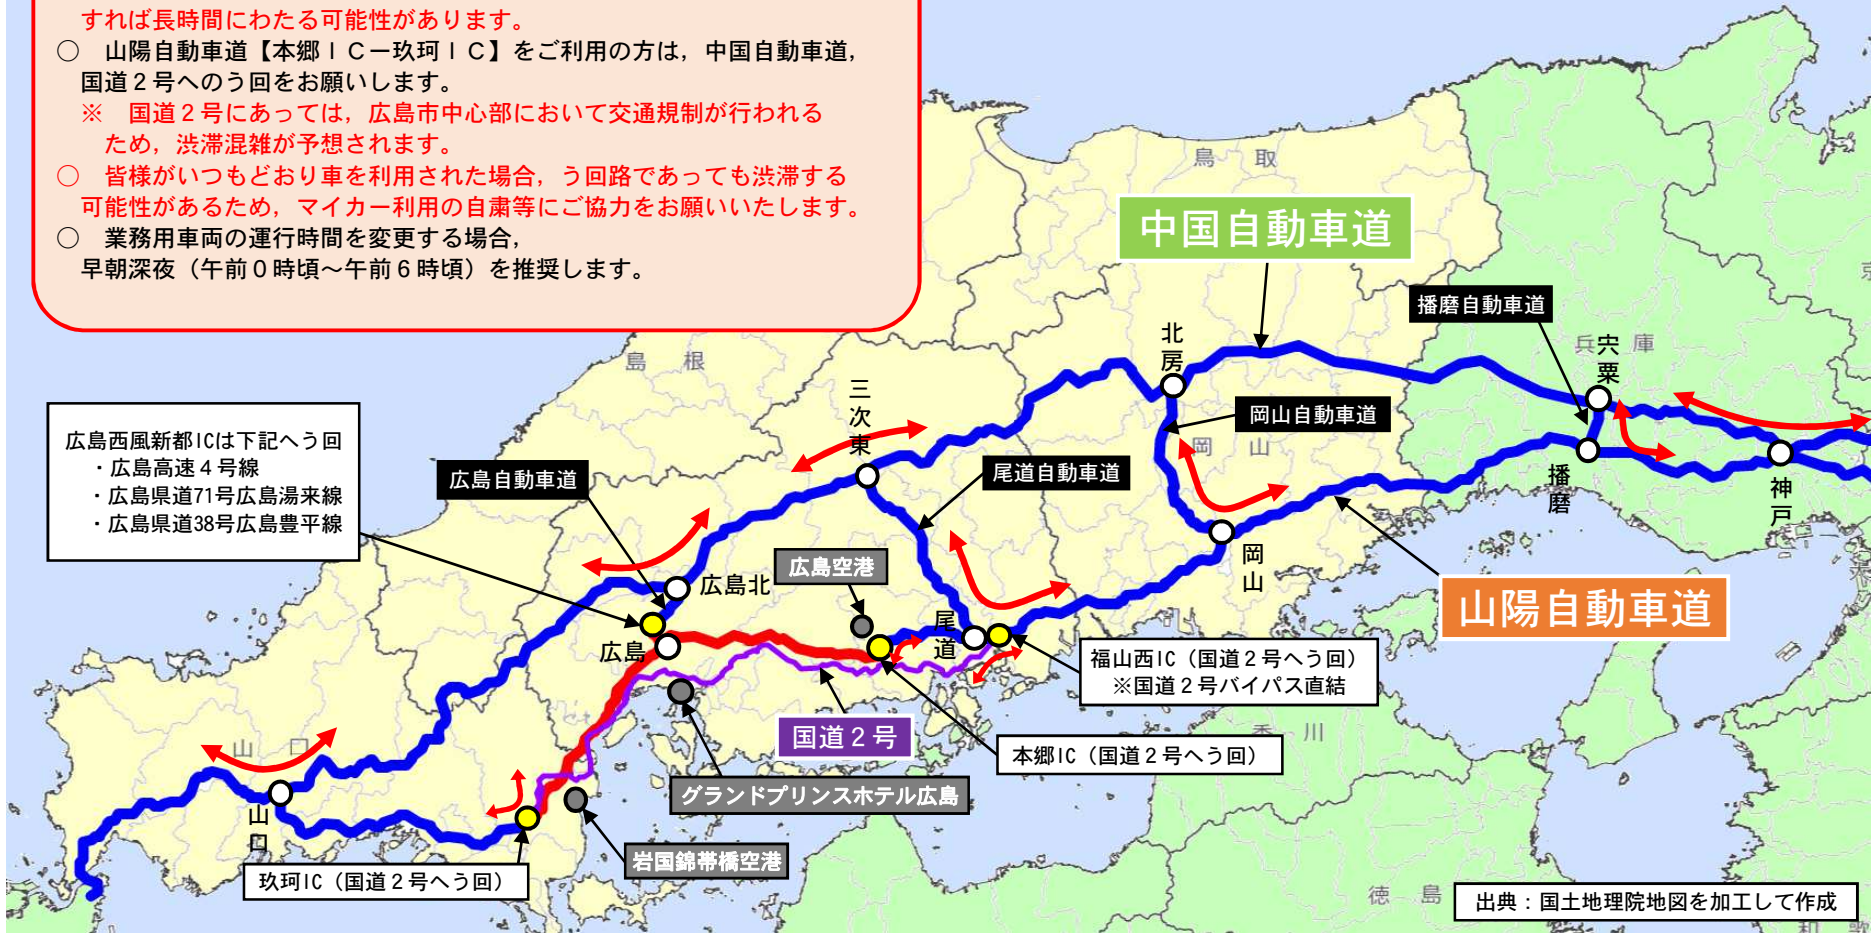 すれば長時間にわたる可能性があります。
○　山陽自動車道【本郷ＩＣー玖珂ＩＣ】をご利用の方は，中国自動車道，
国道２号へのう回をお願いします。
※　国道２号にあっては，広島市中心部において交通規制が行われる
ため，渋滞混雑が予想されます。
○　皆様がいつもどおり車を利用された場合，う回路であっても渋滞する
可能性があるため，マイカー利用の自粛等にご協力をお願いいたします。
○　業務用車両の運行時間を変更する場合，
早朝深夜（午前０時頃～午前６時頃）を推奨します。
鳥取
中国自動車道
播磨自動車道
兵庫
宍粟
北房
島根
三次東
岡山自動車道
岡山
広島西風新都ICは下記へう回
・広島高速４号線
・広島県道71号広島湯来線
・広島県道38号広島豊平線
広島自動車道
尾道自動車道
播磨
神戸
広島空港
岡山
広島北
尾道
山陽自動車道
広島
福山西IC（国道２号へう回）
※国道２号バイパス直結
国道２号
香川
本郷IC（国道２号へう回）
山口
グランドプリンスホテル広島
山口
岩国錦帯橋空港
玖珂IC（国道２号へう回）
徳島
出典：国土地理院地図を加工して作成